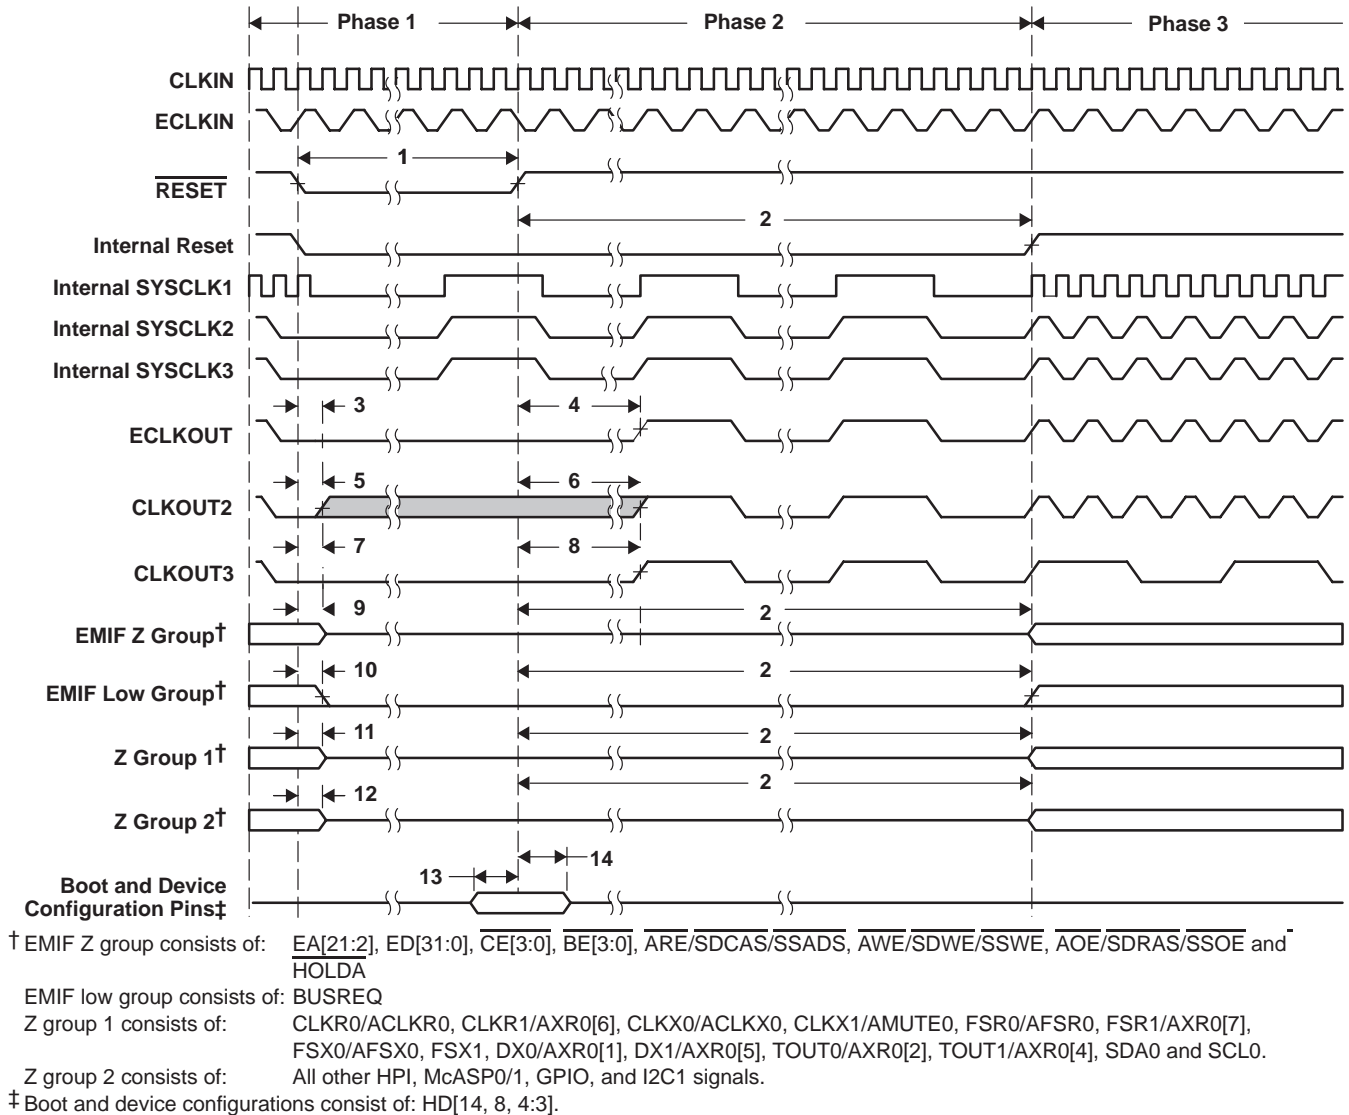 Phase 1 Phase 2 Phase 3
CLKIN
ECLKIN
1
RESET
2
Internal Reset
Internal SYSCLK1
Internal SYSCLK2
Internal SYSCLK3
3 4
ECLKOUT
5 6
CLKOUT2
7 8
CLKOUT3
9 2
EMIF Z Group†
10 2
EMIF Low Group†
11 2
Z Group 1†
12 2
Z Group 2†
13 14
Boot and Device
Configuration Pins‡
† EMIF Z group consists of: EA[21:2], ED[31:0], CE[3:0], BE[3:0], ARE/SDCAS/SSADS, AWE/SDWE/SSWE, AOE/SDRAS/SSOE and
HOLDA
EMIF low group consists of: BUSREQ
Z group 1 consists of: CLKR0/ACLKR0, CLKR1/AXR0[6], CLKX0/ACLKX0, CLKX1/AMUTE0, FSR0/AFSR0, FSR1/AXR0[7],
FSX0/AFSX0, FSX1, DX0/AXR0[1], DX1/AXR0[5], TOUT0/AXR0[2], TOUT1/AXR0[4], SDA0 and SCL0.
Z group 2 consists of: All other HPI, McASP0/1, GPIO, and I2C1 signals.
‡ Boot and device configurations consist of: HD[14, 8, 4:3].